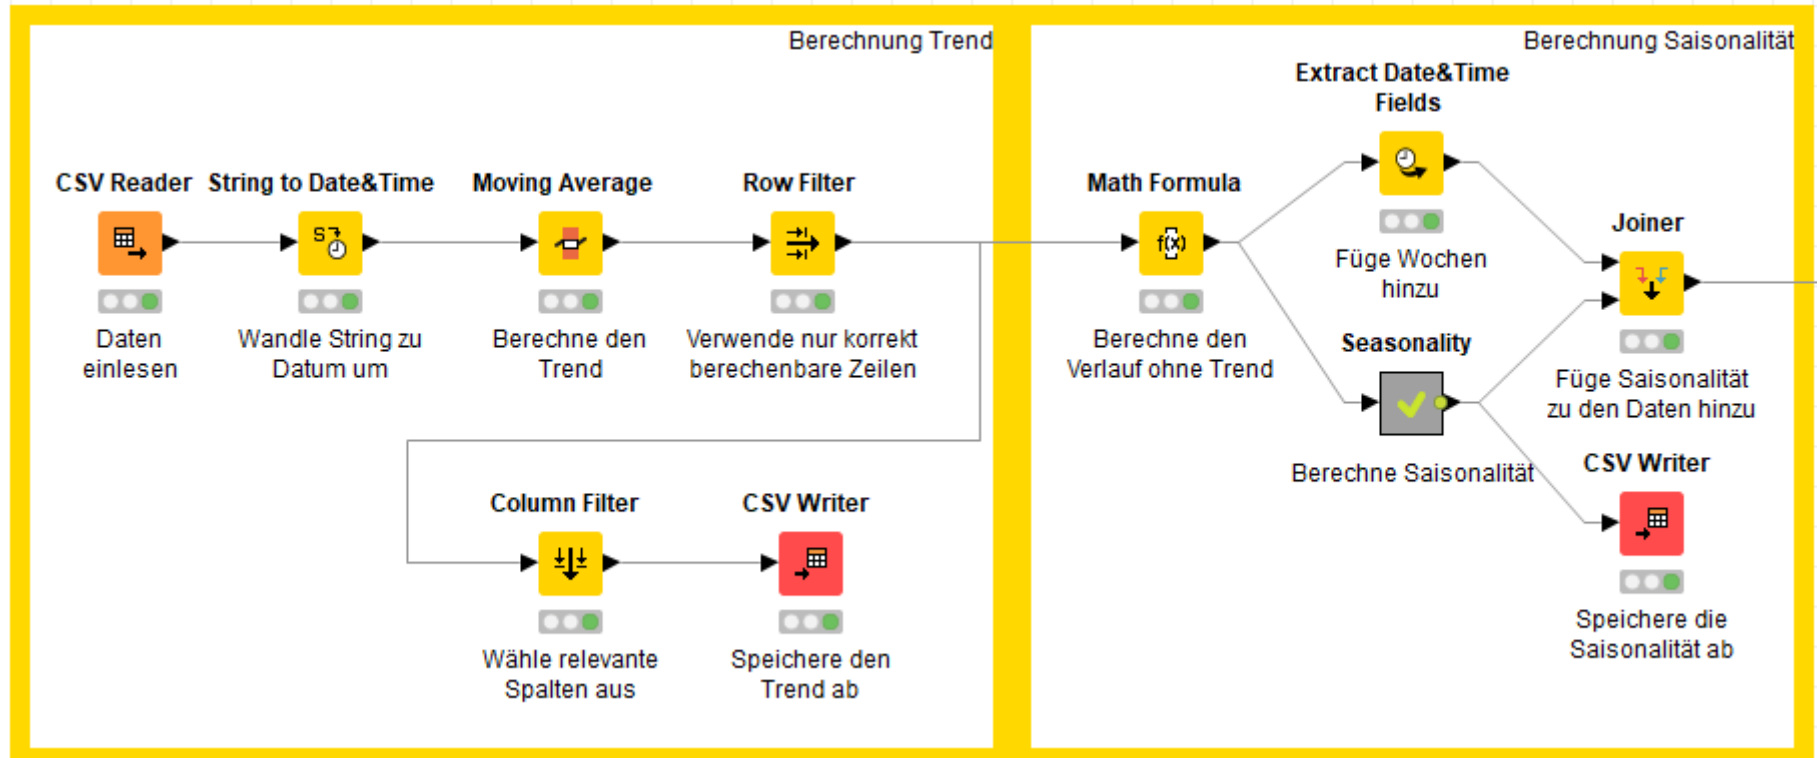 Berechnung Trend
CSV Reader
Daten
einlesen
String to Date&Time
Wandle String zu
Datum um
Moving Average
Berechne den
Trend
Row Filter
Verwende nur korrekt
berechenbare Zeilen
Column Filter
Wähle relevante
Spalten aus
CSV Writer
Speichere den
Trend ab
Berechnung Saisonalität
Math Formula
f(x)
Berechne den
Verlauf ohne Trend
Extract Date&Time
Fields
Füge Wochen
hinzu
Seasonality
Berechne Saisonalität
Joiner
Füge Saisonalität
zu den Daten hinzu
CSV Writer
Speichere die
Saisonalität ab